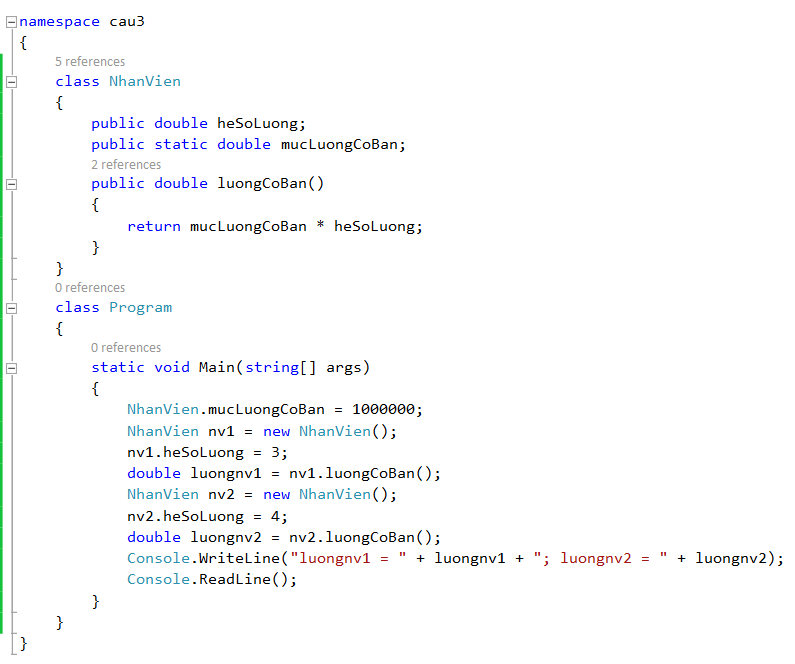 namespace cau3
{
5 references
class NhanVien
{
public double heSoLuong;
public static double mucLuongCoBan;
2 references
public double luongCoBan()
{
return mucLuongCoBan * heSoLuong;
}
}
0 references
class Program
{
0 references
static void Main(string[] args)
{
NhanVien.mucLuongCoBan = 1000000;
NhanVien nv1 = new NhanVien();
nv1.heSoLuong = 3;
double luongnv1 = nv1.luongCoBan();
NhanVien nv2 = new NhanVien();
nv2.heSoLuong = 4;
double luongnv2 = nv2.luongCoBan();
Console.WriteLine("luongnv1 = " + luongnv1 + "; luongnv2 = " + luongnv2);
Console.ReadLine();
}
}
}